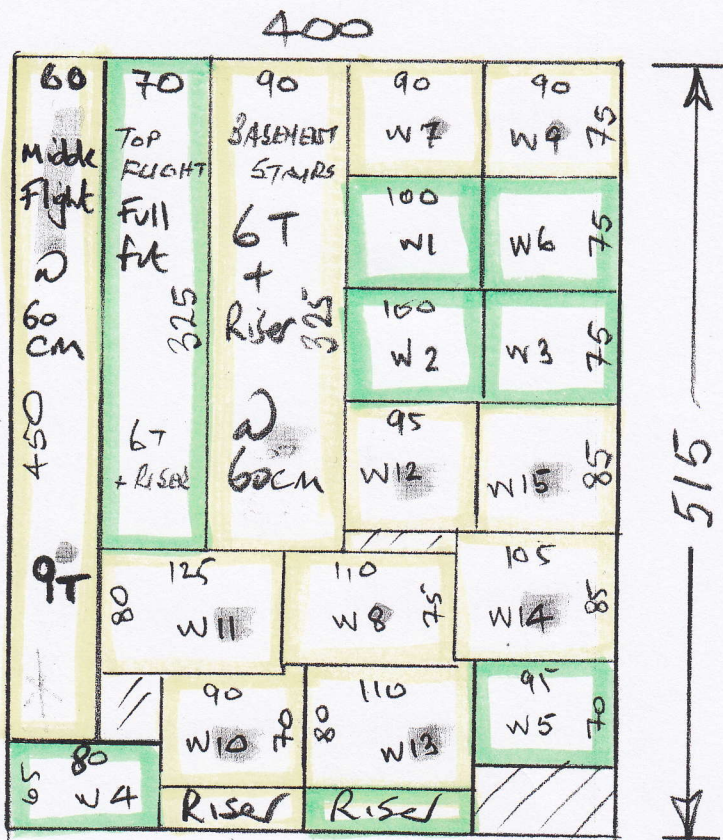 400
60
Middle
Flight
60
CM
450
9T
70
TOP
FLIGHT
Full
325
6T
+ RISER
90
BASEMENT
STAIRS
6T
+
Riser
325
60CM
90
W7
90
W9
75
100
W1
W6
75
100
W2
W3
75
95
W12
W15
85
125
80
W11
110
W8
75
105
W14
85
90
W10
70
110
80
W13
95
W5
70
80
65
W4
Riser
Riser
515